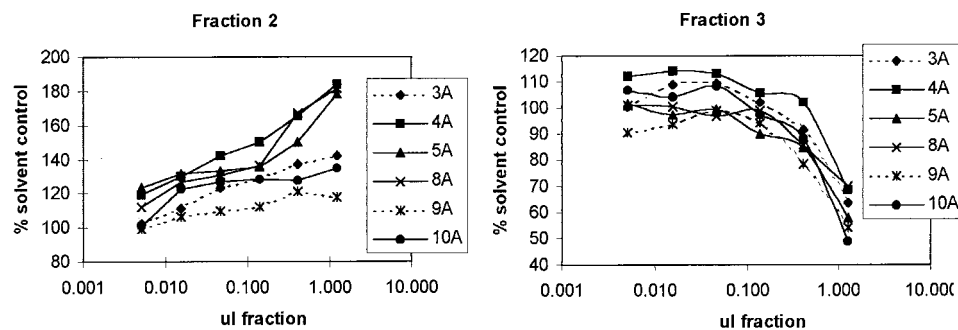 Fraction 2
% solvent control
200
180
160
140
120
100
80
0.001
0.010
0.100
1.000
10.000
ul fraction
3A
4A
5A
8A
9A
10A
Fraction 3
% solvent control
120
110
100
90
80
70
60
50
40
0.001
0.010
0.100
1.000
10.000
ul fraction
3A
4A
5A
8A
9A
10A